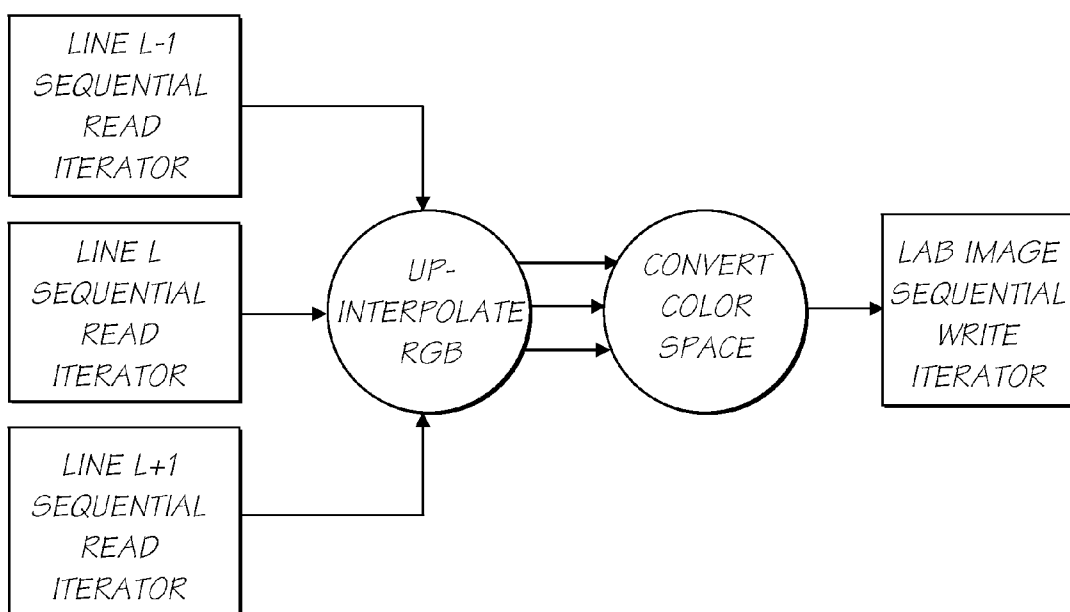 LINE L-1
SEQUENTIAL
READ
ITERATOR
LINE L
SEQUENTIAL
READ
ITERATOR
LINE L+1
SEQUENTIAL
READ
ITERATOR
UP-
INTERPOLATE
RGB
CONVERT
COLOR
SPACE
LAB IMAGE
SEQUENTIAL
WRITE
ITERATOR